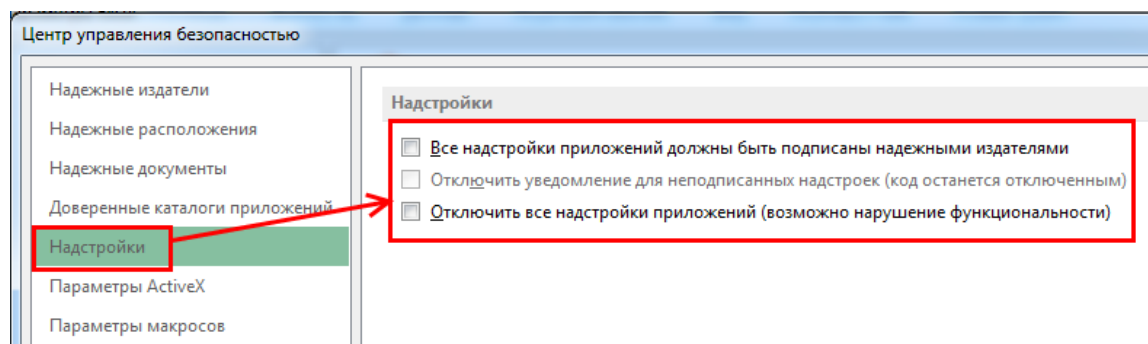 Центр управления безопасностью
Надежные издатели
Надежные расположения
Надежные документы
Доверенные каталоги приложений
Надстройки
Параметры ActiveX
Параметры макросов
Надстройки
Все надстройки приложений должны быть подписаны надежными издателями
Отключить уведомление для неподписанных надстроек (код останется отключенным)
Отключить все надстройки приложений (возможно нарушение функциональности)